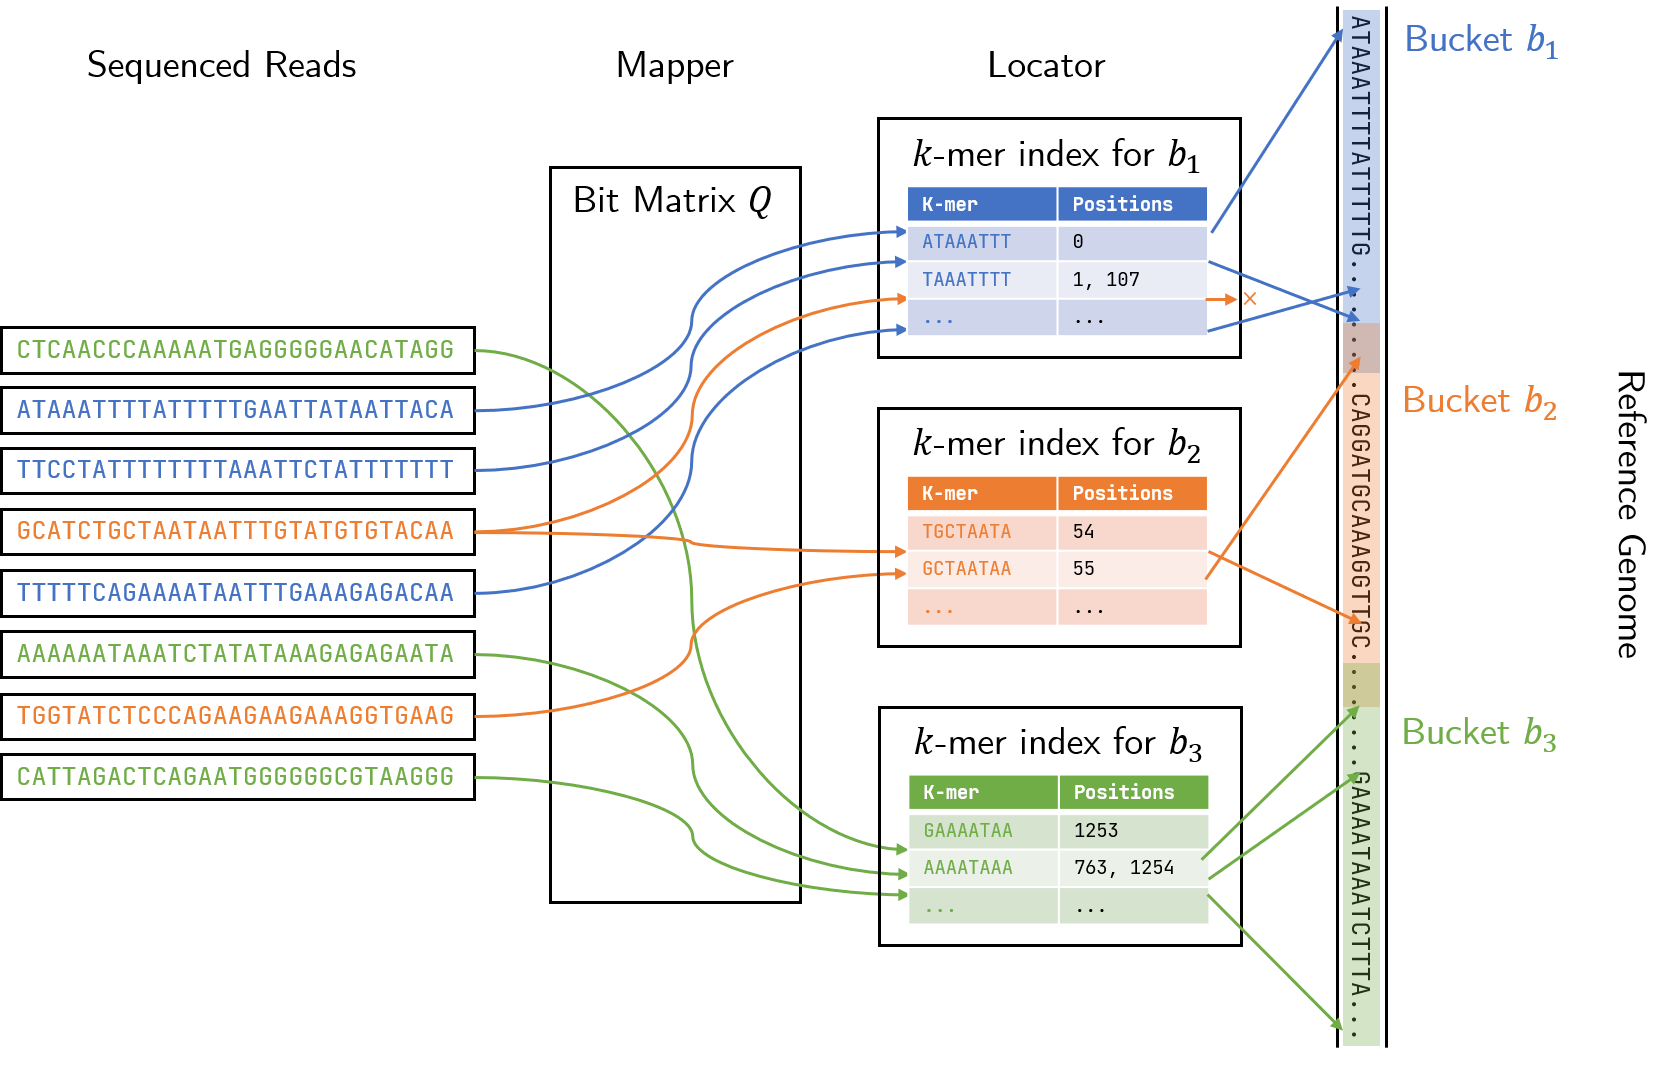 Sequenced Reads
Mapper
Locator
CTCAACCCAAAAATGAGGGGGAACATAGG
ATAAATTTTATTTTTGAATTATAATTACA
TTCCTATTTTTTTTAAATTCTATTTTTTT
GCATCTGCTAATAATTTGTATGTGTACAA
TTTTTCAGAAAATAATTTGAAAGAGACAA
AAAAAATAAATCTATATAAAGAGAGAATA
TGGTATCTCCCAGAAGAAGAAAGGTGAAG
CATTAGACTCAGAATGGGGGGCGTAAGGG
Bit Matrix Q
k-mer index for b1
K-mer Positions
ATAAATTT 0
TAAATTTT 1, 107
... ...
×
k-mer index for b2
K-mer Positions
TGCTAATA 54
GCTAATAA 55
... ...
k-mer index for b3
K-mer Positions
GAAAATAA 1253
AAAATAAA 763, 1254
... ...
ATAAATTTTATTTTTG.........CAGGATGCAAAGGTTGC........GAAAATAAATCTTTA...
Bucket b1
Bucket b2
Bucket b3
Reference Genome